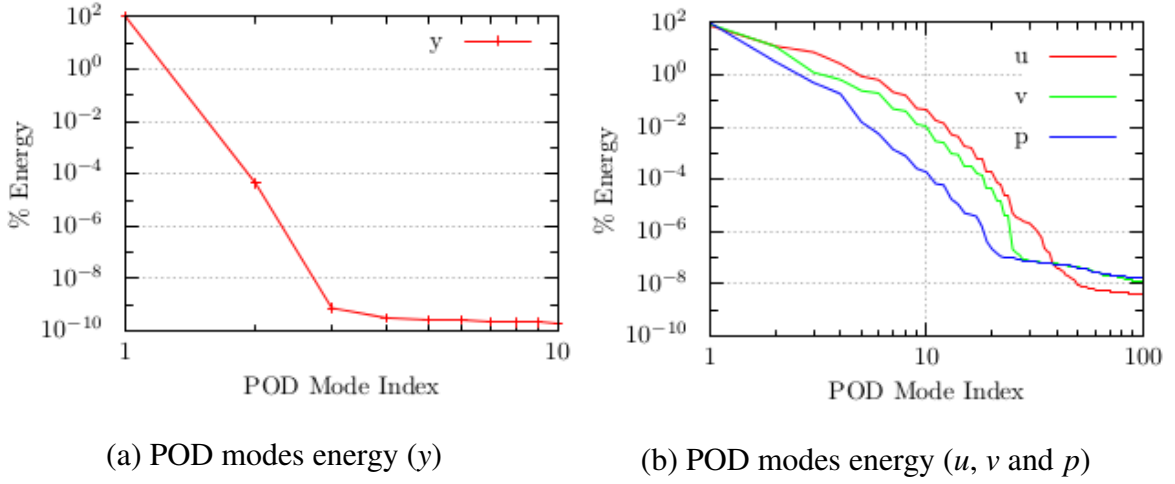 10^2
10^0
10^-2
10^-4
10^-6
10^-8
10^-10
% Energy
y
1
10
POD Mode Index
(a) POD modes energy (y)
10^2
10^0
10^-2
10^-4
10^-6
10^-8
10^-10
% Energy
u
v
p
1
10
100
POD Mode Index
(b) POD modes energy (u, v and p)